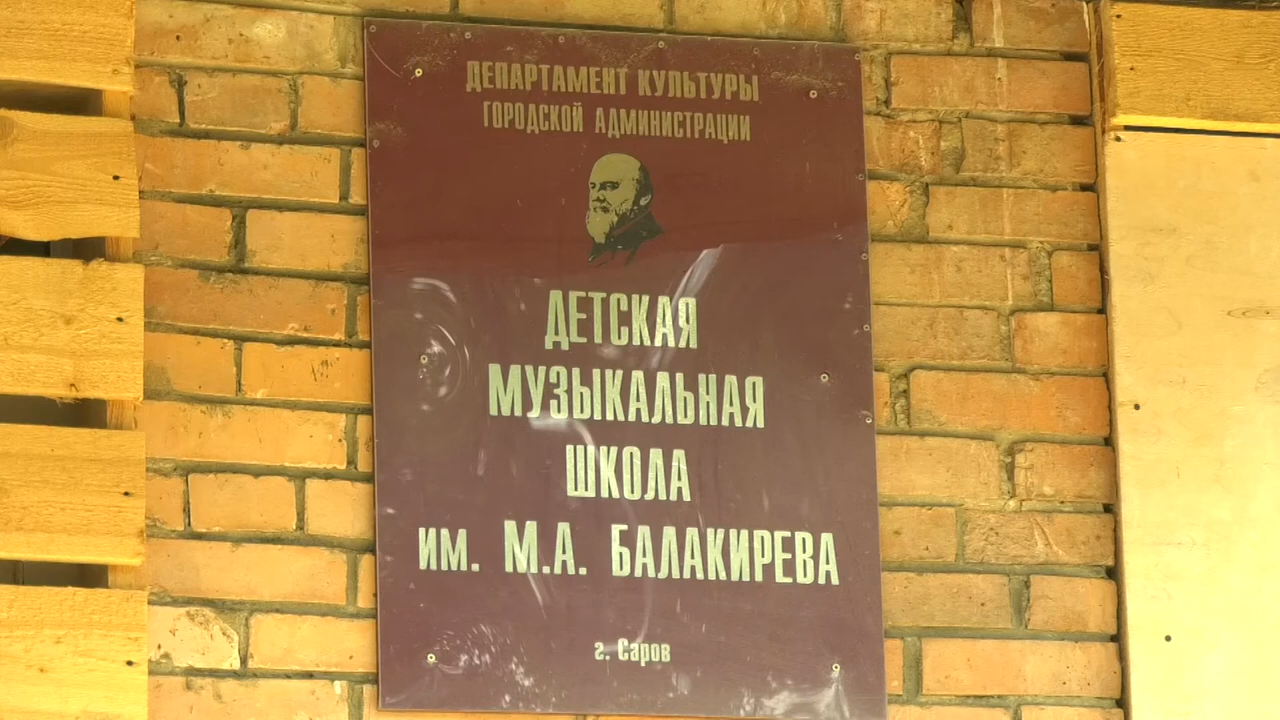 ДЕПАРТАМЕНТ КУЛЬТУРЫ
ГОРОДСКОЙ АДМИНИСТРАЦИИ
ДЕТСКАЯ
МУЗЫКАЛЬНАЯ
ШКОЛА
ИМ. М.А. БАЛАКИРЕВА
г. Саров